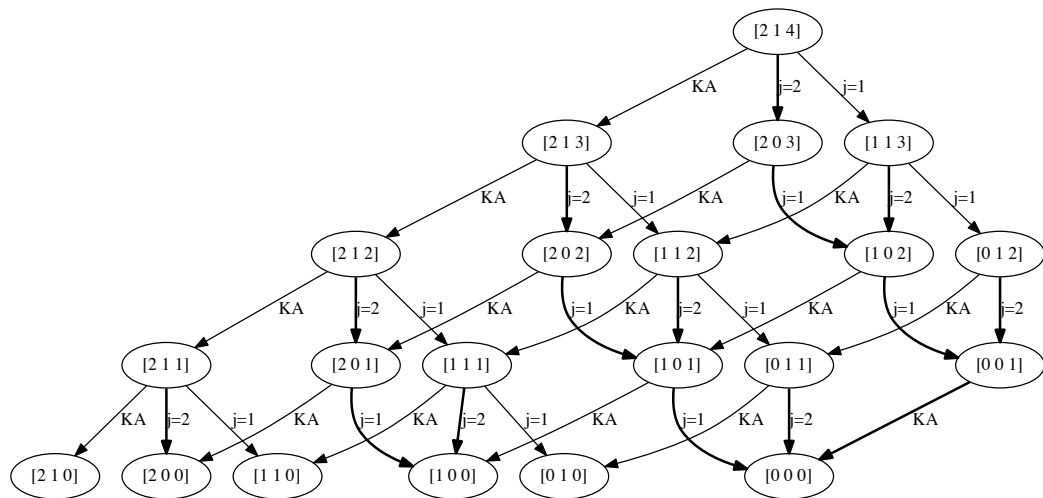 [2 1 4]
KA j=2 j=1
[2 1 3] [2 0 3] [1 1 3]
KA j=2 j=1 KA j=1 KA j=2 j=1
[2 1 2] [2 0 2] [1 1 2] [1 0 2] [0 1 2]
KA j=2 j=1 KA j=1 KA j=2 j=1 KA j=1 KA j=2
[2 1 1] [2 0 1] [1 1 1] [1 0 1] [0 1 1] [0 0 1]
KA j=2 j=1 KA j=1 KA j=2 j=1 KA j=1 KA j=2 KA
[2 1 0] [2 0 0] [1 1 0] [1 0 0] [0 1 0] [0 0 0]